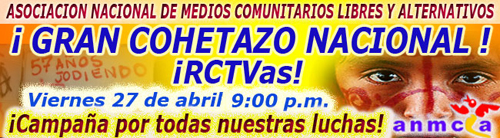 ASOCIACION NACIONAL DE MEDIOS COMUNITARIOS LIBRES Y ALTERNATIVOS
¡ GRAN COHETAZO NACIONAL !
¡RCTVas!
57 AÑOS
JODIENDO
Viernes 27 de abril 9:00 p.m.
¡Campaña por todas nuestras luchas!
anmcla